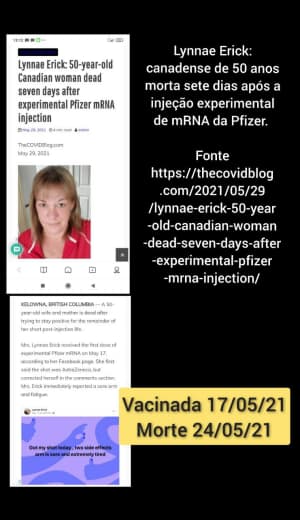 Lynnae Erick: 50-year-old
Canadian woman dead
seven days after
experimental Pfizer mRNA
injection
May 29, 2021
TheCOVIDBlog.com
May 29, 2021
KELOWNA, BRITISH COLUMBIA — A 50-
year-old wife and mother is dead after
trying to stay positive for the remainder of
her short post-injection life.
Mrs. Lynnae Erick received the first dose of
experimental Pfizer mRNA on May 17,
according to her Facebook page. She first
said the shot was AstraZeneca, but
corrected herself in the comments section.
Mrs. Erick immediately reported a sore arm
and fatigue.
Got my shot today, two side effects
arm is sore and extremely tired
Lynnae Erick:
canadense de 50 anos
morta sete dias após a
injeção experimental
de mRNA da Pfizer.
Fonte
https://thecovidblog
.com/2021/05/29
/lynnae-erick-50-year
-old-canadian-woman
-dead-seven-days-after
-experimental-pfizer
-mrna-injection/
Vacinada 17/05/21
Morte 24/05/21